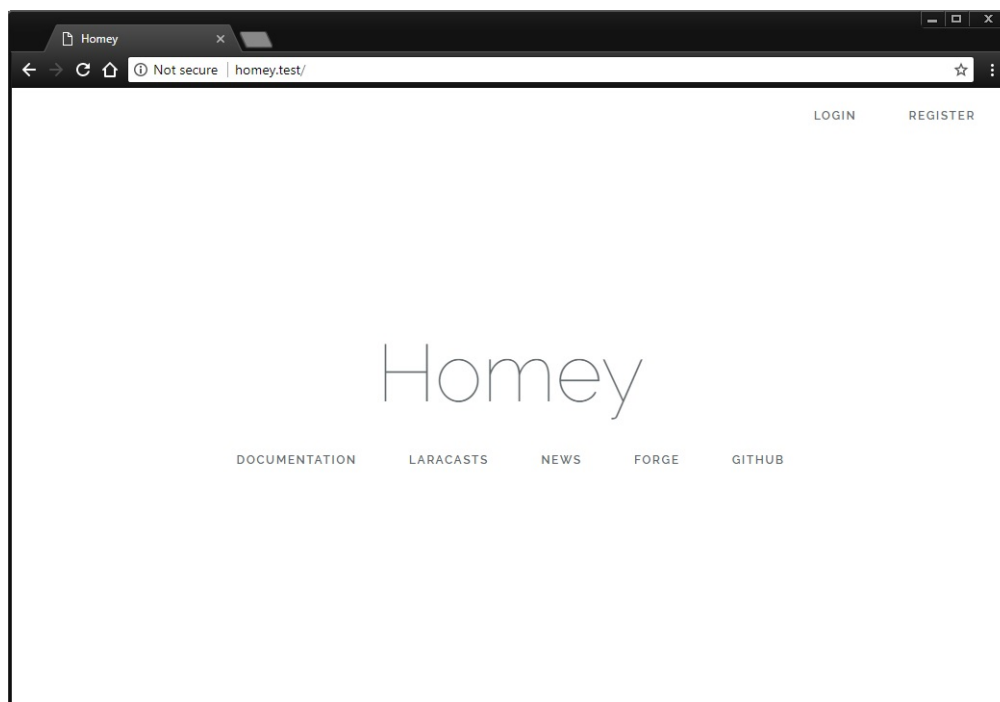 Homey
Not secure homey.test/
LOGIN REGISTER
Homey
DOCUMENTATION LARACASTS NEWS FORGE GITHUB